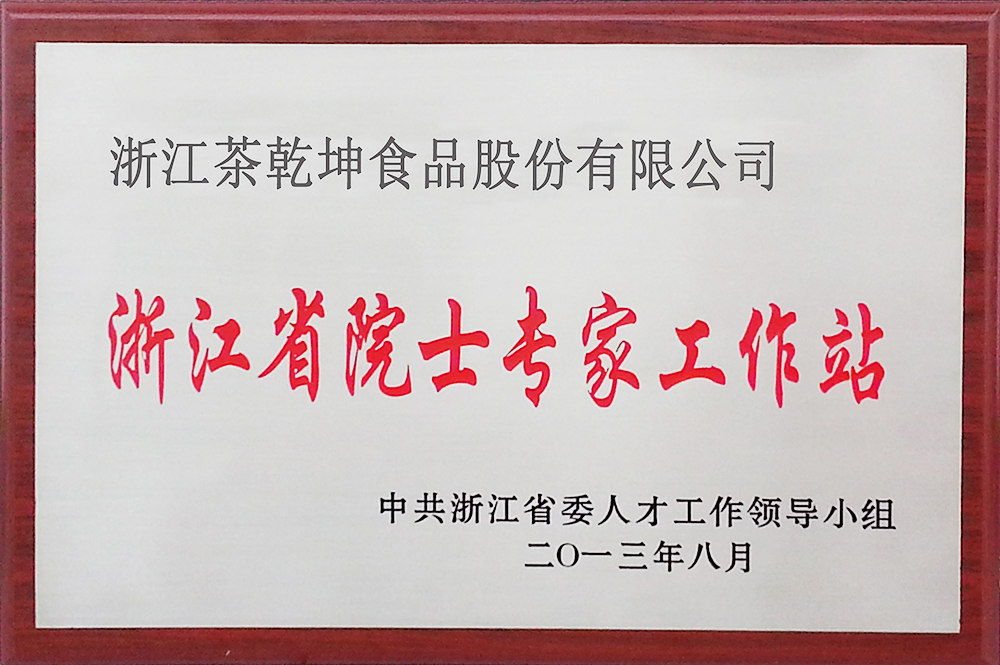 浙江茶乾坤食品股份有限公司
浙江省院士专家工作站
中共浙江省委人才工作领导小组
二〇一三年八月